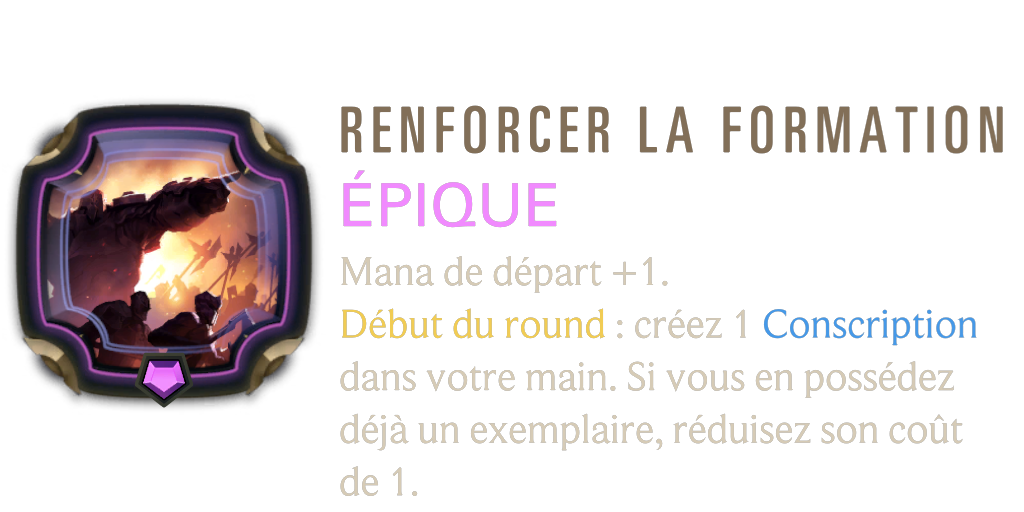 RENFORCER LA FORMATION
ÉPIQUE
Mana de départ +1.
Début du round : créez 1 Conscription
dans votre main. Si vous en possédez
déjà un exemplaire, réduisez son coût
de 1.